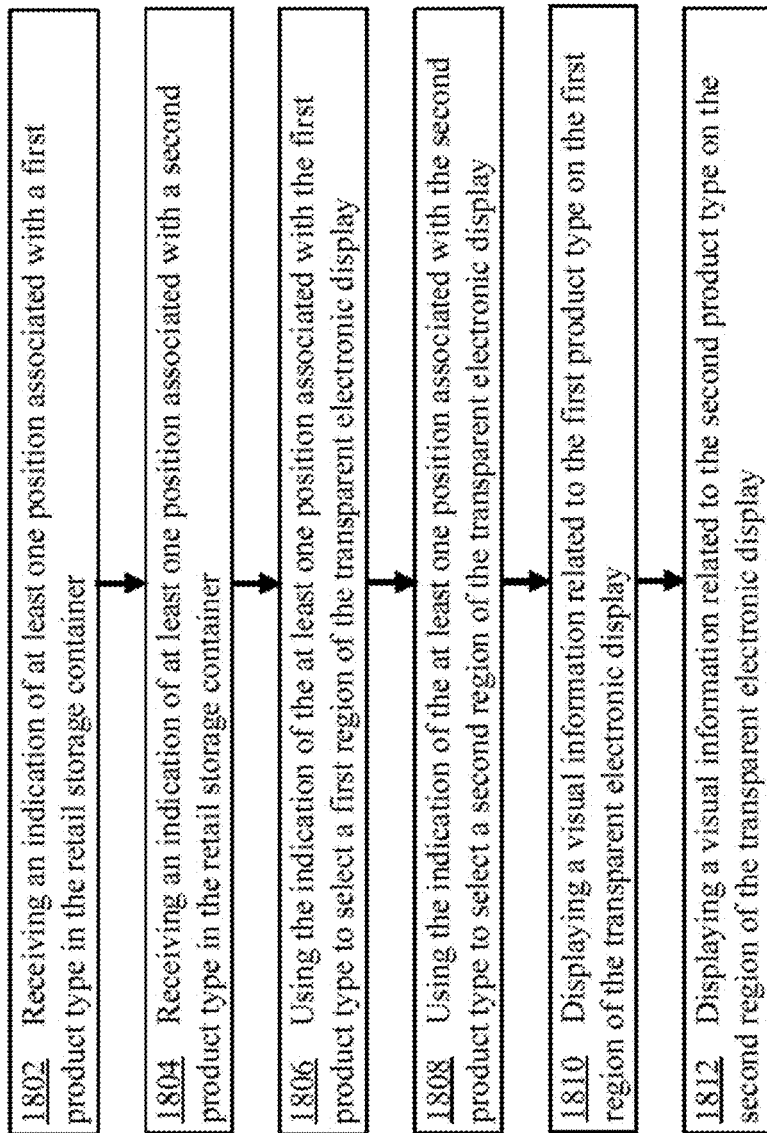 1802 Receiving an indication of at least one position associated with a first
product type in the retail storage container
1804 Receiving an indication of at least one position associated with a second
product type in the retail storage container
1806 Using the indication of the at least one position associated with the first
product type to select a first region of the transparent electronic display
1808 Using the indication of the at least one position associated with the second
product type to select a second region of the transparent electronic display
1810 Displaying a visual information related to the first product type on the first
region of the transparent electronic display
1812 Displaying a visual information related to the second product type on the
second region of the transparent electronic display